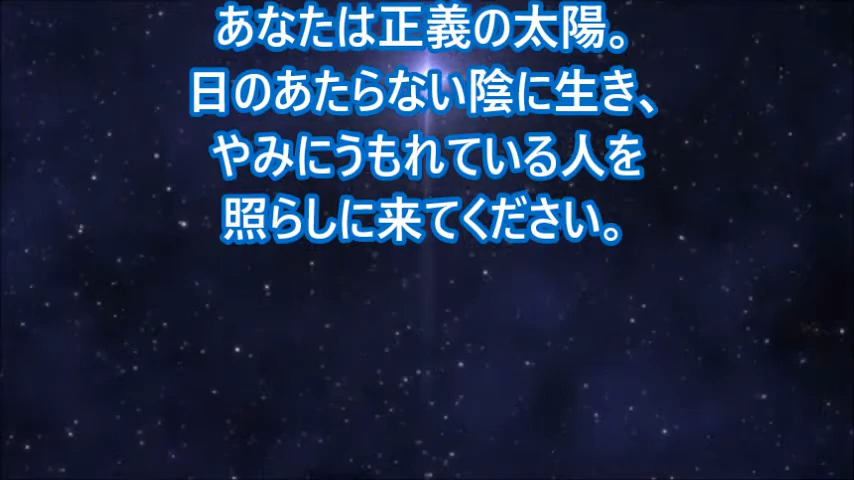 あなたは正義の太陽。
日のあたらない陰に生き、
やみにうもれている人を
照らしに来てください。